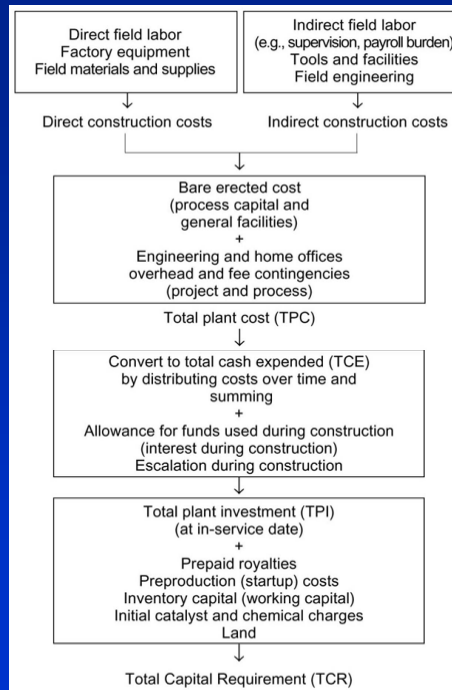 Direct field labor
Factory equipment
Field materials and supplies
Indirect field labor
(e.g., supervision, payroll burden)
Tools and facilities
Field engineering
Direct construction costs
Indirect construction costs
Bare erected cost
(process capital and
general facilities)
+
Engineering and home offices
overhead and fee contingencies
(project and process)
Total plant cost (TPC)
Convert to total cash expended (TCE)
by distributing costs over time and
summing
+
Allowance for funds used during construction
(interest during construction)
Escalation during construction
Total plant investment (TPI)
(at in-service date)
+
Prepaid royalties
Preproduction (startup) costs
Inventory capital (working capital)
Initial catalyst and chemical charges
Land
Total Capital Requirement (TCR)